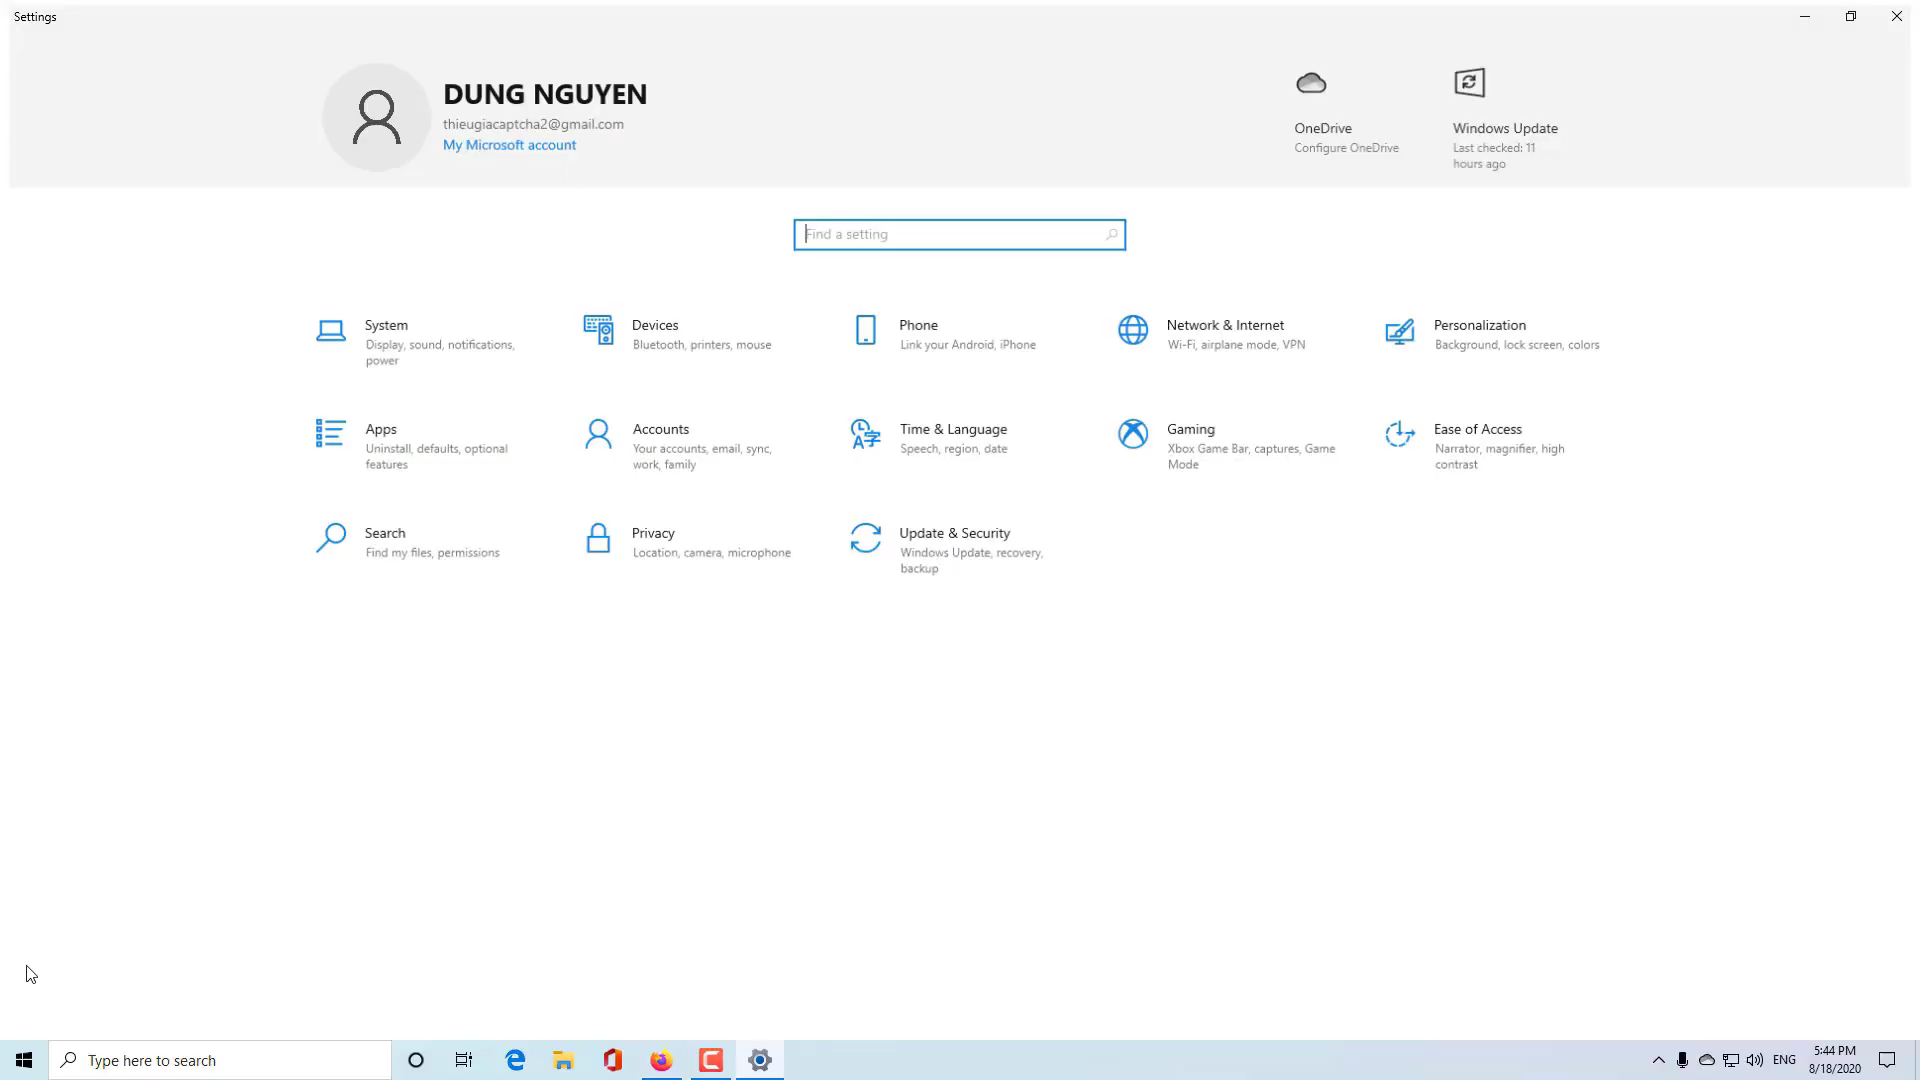 Settings
DUNG NGUYEN
thieugiacaptcha2@gmail.com
My Microsoft account
OneDrive
Configure OneDrive
Windows Update
Last checked: 11
hours ago
Find a setting
System
Display, sound, notifications,
power
Devices
Bluetooth, printers, mouse
Phone
Link your Android, iPhone
Network & Internet
Wi-Fi, airplane mode, VPN
Personalization
Background, lock screen, colors
Apps
Uninstall, defaults, optional
features
Accounts
Your accounts, email, sync,
work, family
Time & Language
Speech, region, date
Gaming
Xbox Game Bar, captures, Game
Mode
Ease of Access
Narrator, magnifier, high
contrast
Search
Find my files, permissions
Privacy
Location, camera, microphone
Update & Security
Windows Update, recovery,
backup
Type here to search
ENG
5:44 PM
8/18/2020